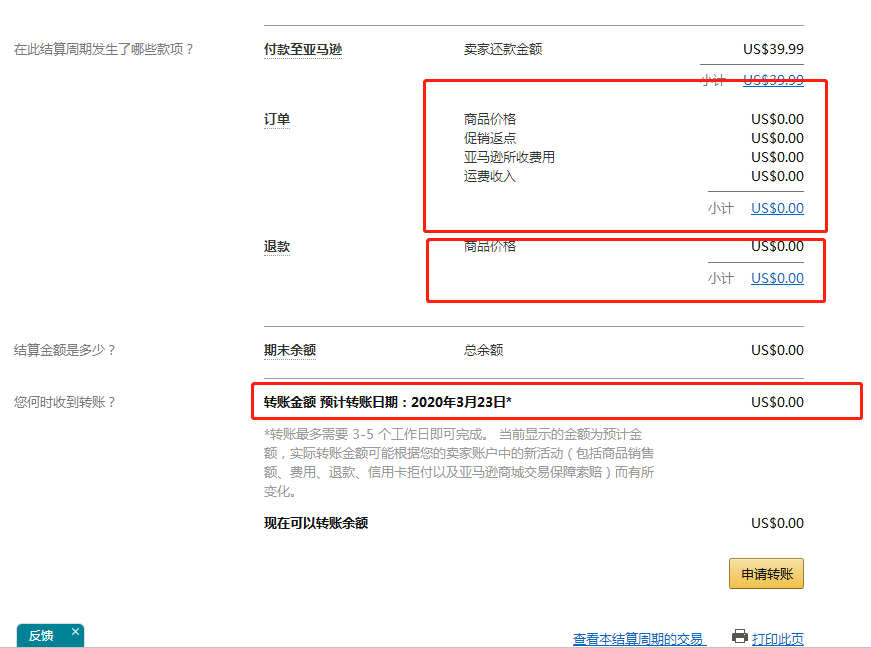 在此结算周期发生了哪些款项？ 付款至亚马逊 卖家还款金额 US$39.99
小计 US$39.99
订单 商品价格 US$0.00
促销返点 US$0.00
亚马逊所收费用 US$0.00
运费收入 US$0.00
小计 US$0.00
退款 商品价格 US$0.00
小计 US$0.00
结算金额是多少？ 期末余额 总余额 US$0.00
您何时收到转账？ 转账金额 预计转账日期：2020年3月23日* US$0.00
*转账最多需要 3-5 个工作日即可完成。 当前显示的金额为预计金
额，实际转账金额可能根据您的卖家账户中的新活动（包括商品销售
额、费用、退款、信用卡拒付以及亚马逊商城交易保障索赔）而有所
变化。
现在可以转账余额 US$0.00
申请转账
反馈 ×
查看本结算周期的交易 打印此页